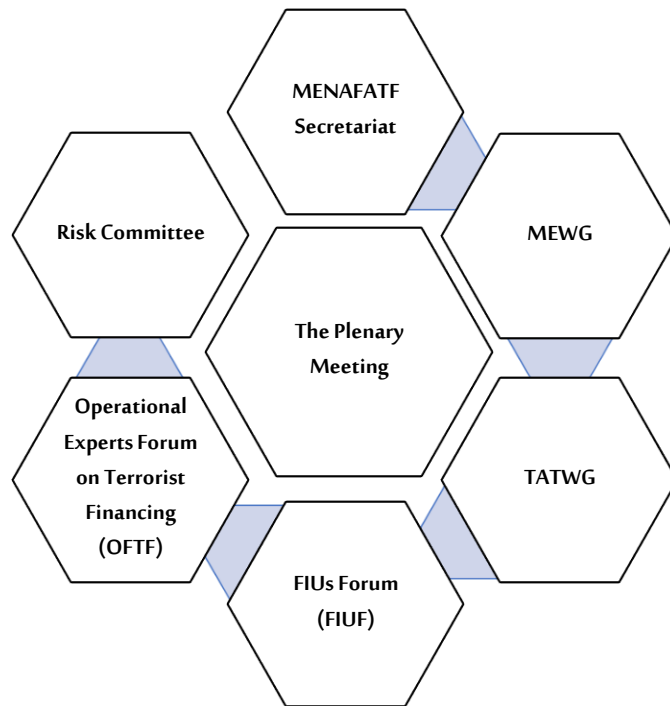 MENAFATF
Secretariat
Risk Committee
MEWG
The Plenary
Meeting
Operational
Experts Forum
on Terrorist
Financing
(OFTF)
TATWG
FIUs Forum
(FIUF)